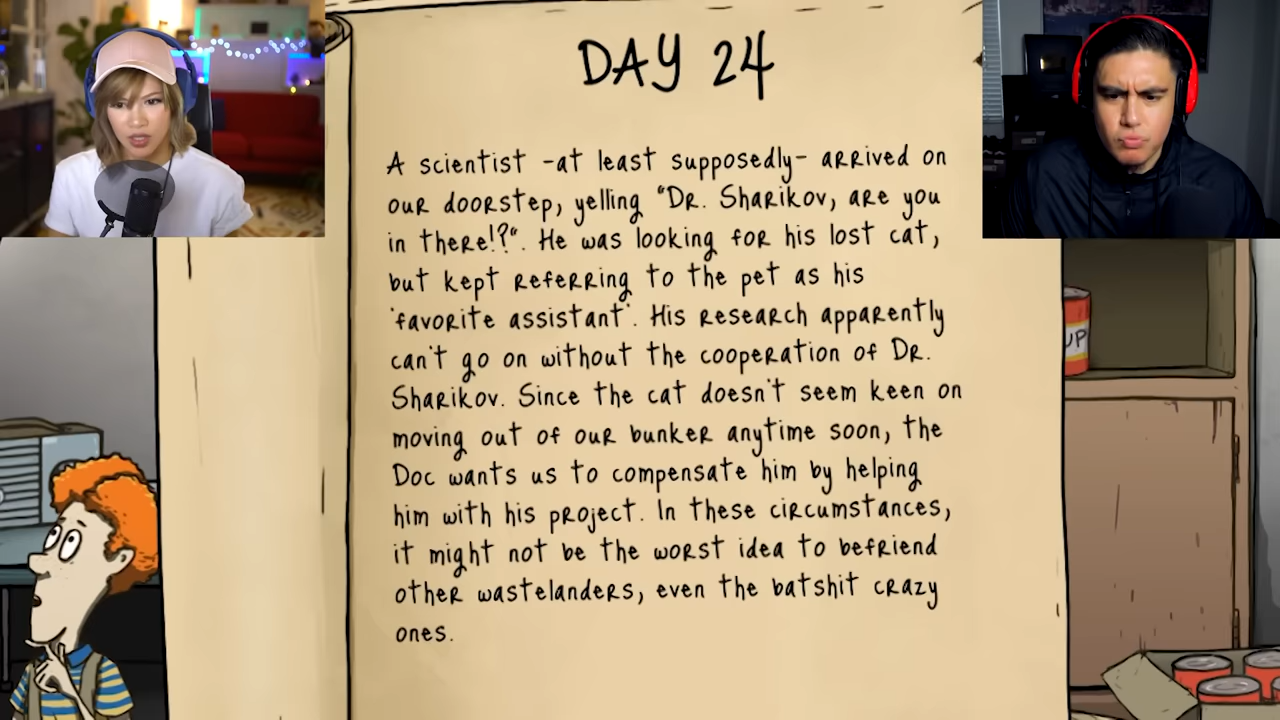 DAY 24
A scientist -at least supposedly- arrived on
our doorstep, yelling "Dr. Sharikov, are you
in there!?". He was looking for his lost cat,
but kept referring to the pet as his
'favorite assistant'. His research apparently
can't go on without the cooperation of Dr.
Sharikov. Since the cat doesn't seem keen on
moving out of our bunker anytime soon, the
Doc wants us to compensate him by helping
him with his project. In these circumstances,
it might not be the worst idea to befriend
other wastelanders, even the batshit crazy
ones.
UP